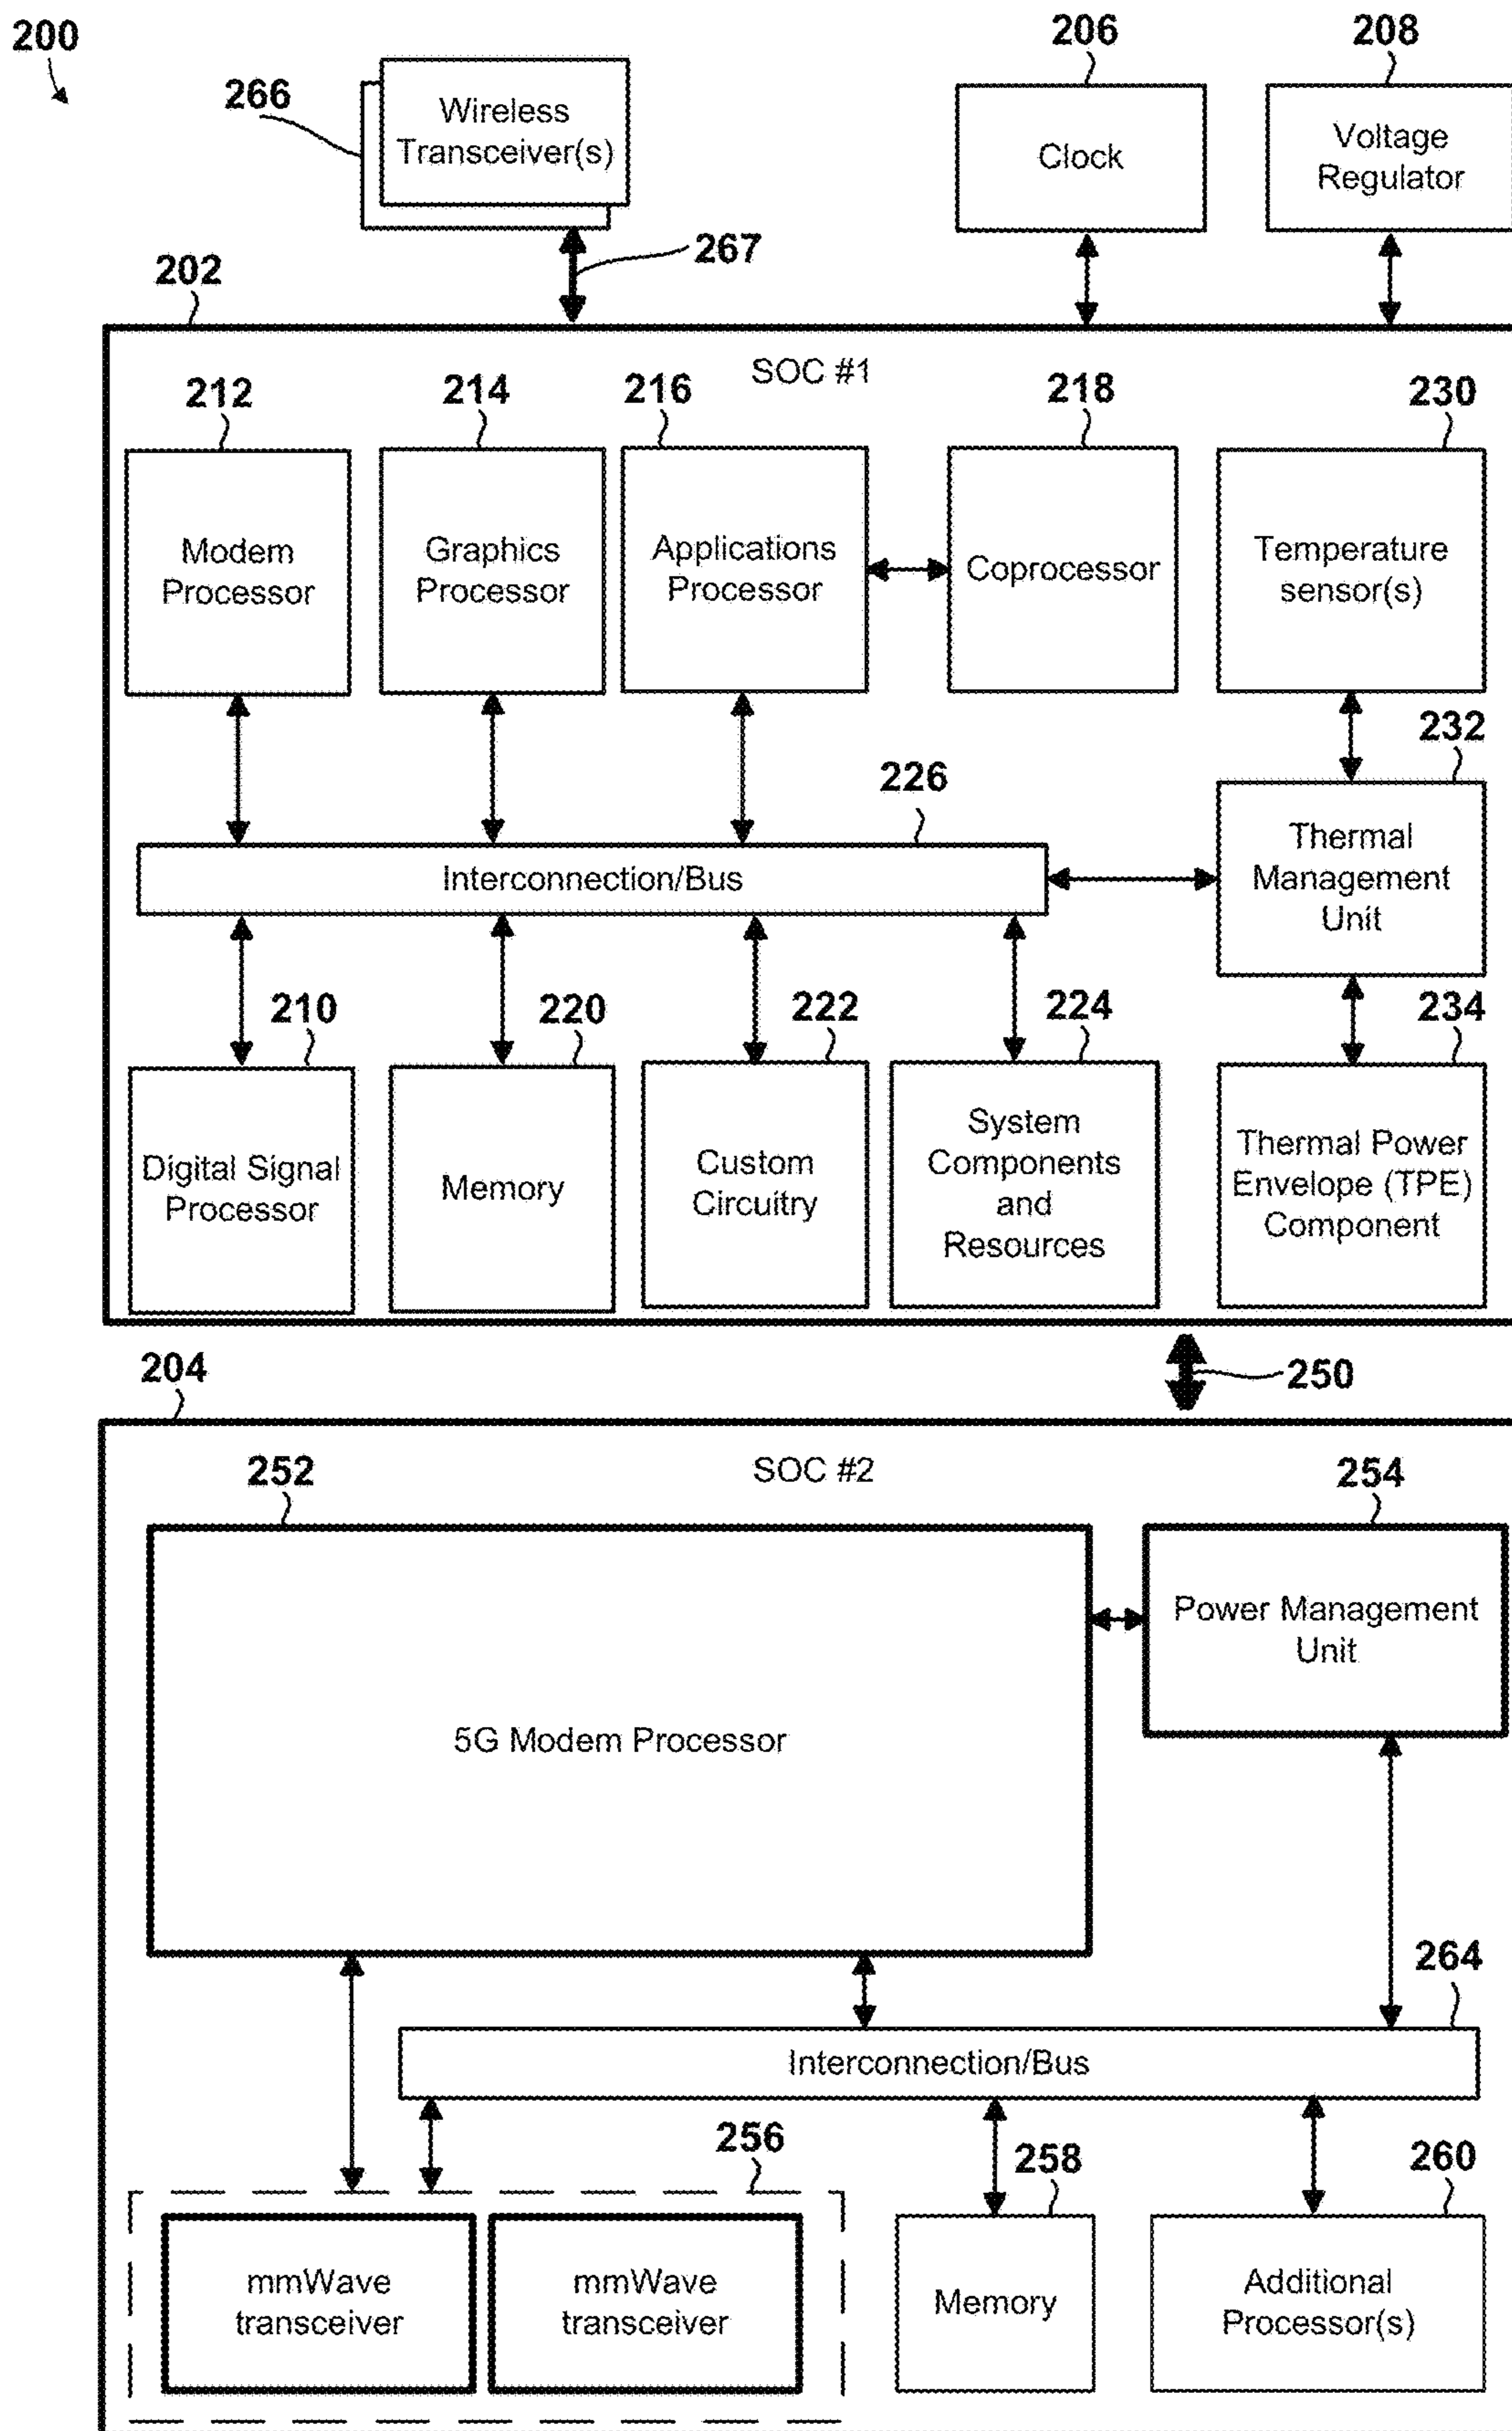 200
206
208
266
Wireless
Transceiver(s)
Clock
Voltage
Regulator
267
202
SOC #1
212
214
216
218
230
Modem
Processor
Graphics
Processor
Applications
Processor
Coprocessor
Temperature
sensor(s)
232
226
Interconnection/Bus
Thermal
Management
Unit
210
220
222
224
234
Digital Signal
Processor
Memory
Custom
Circuitry
System
Components
and
Resources
Thermal Power
Envelope (TPE)
Component
204
250
252
SOC #2
254
5G Modem Processor
Power Management
Unit
264
Interconnection/Bus
256
258
260
mmWave
transceiver
mmWave
transceiver
Memory
Additional
Processor(s)